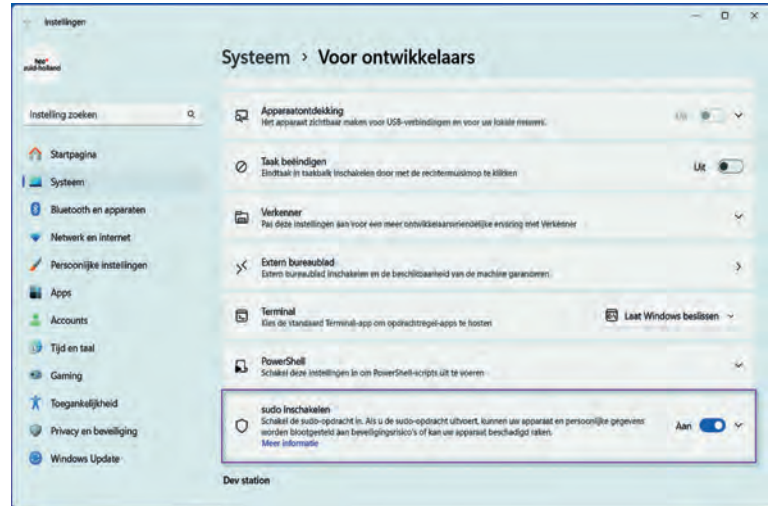 Instellingen
hcc!
zuid-holland
Systeem > Voor ontwikkelaars
Instelling zoeken
Startpagina
Systeem
Bluetooth en apparaten
Netwerk en internet
Persoonlijke instellingen
Apps
Accounts
Tijd en taal
Gaming
Toegankelijkheid
Privacy en beveiliging
Windows Update
Apparaatontdekking
Het apparaat zichtbaar maken voor USB-verbindingen en voor uw lokale netwerk.
Uit
Taak beëindigen
Eindtaak in taakbalk inschakelen door met de rechtermuisknop te klikken
Uit
Verkenner
Pas deze instellingen aan voor een meer ontwikkelaarsvriendelijke ervaring met Verkenner
Extern bureaublad
Extern bureaublad inschakelen en de beschikbaarheid van de machine garanderen
Terminal
Kies de standaard Terminal-app om opdrachtregel-apps te hosten
Laat Windows beslissen
PowerShell
Schakel deze instellingen in om PowerShell-scripts uit te voeren
sudo inschakelen
Schakel de sudo-opdracht in. Als u de sudo-opdracht uitvoert, kunnen uw apparaat en persoonlijke gegevens
worden blootgesteld aan beveiligingsrisico's of kan uw apparaat beschadigd raken.
Meer informatie
Aan
Dev station